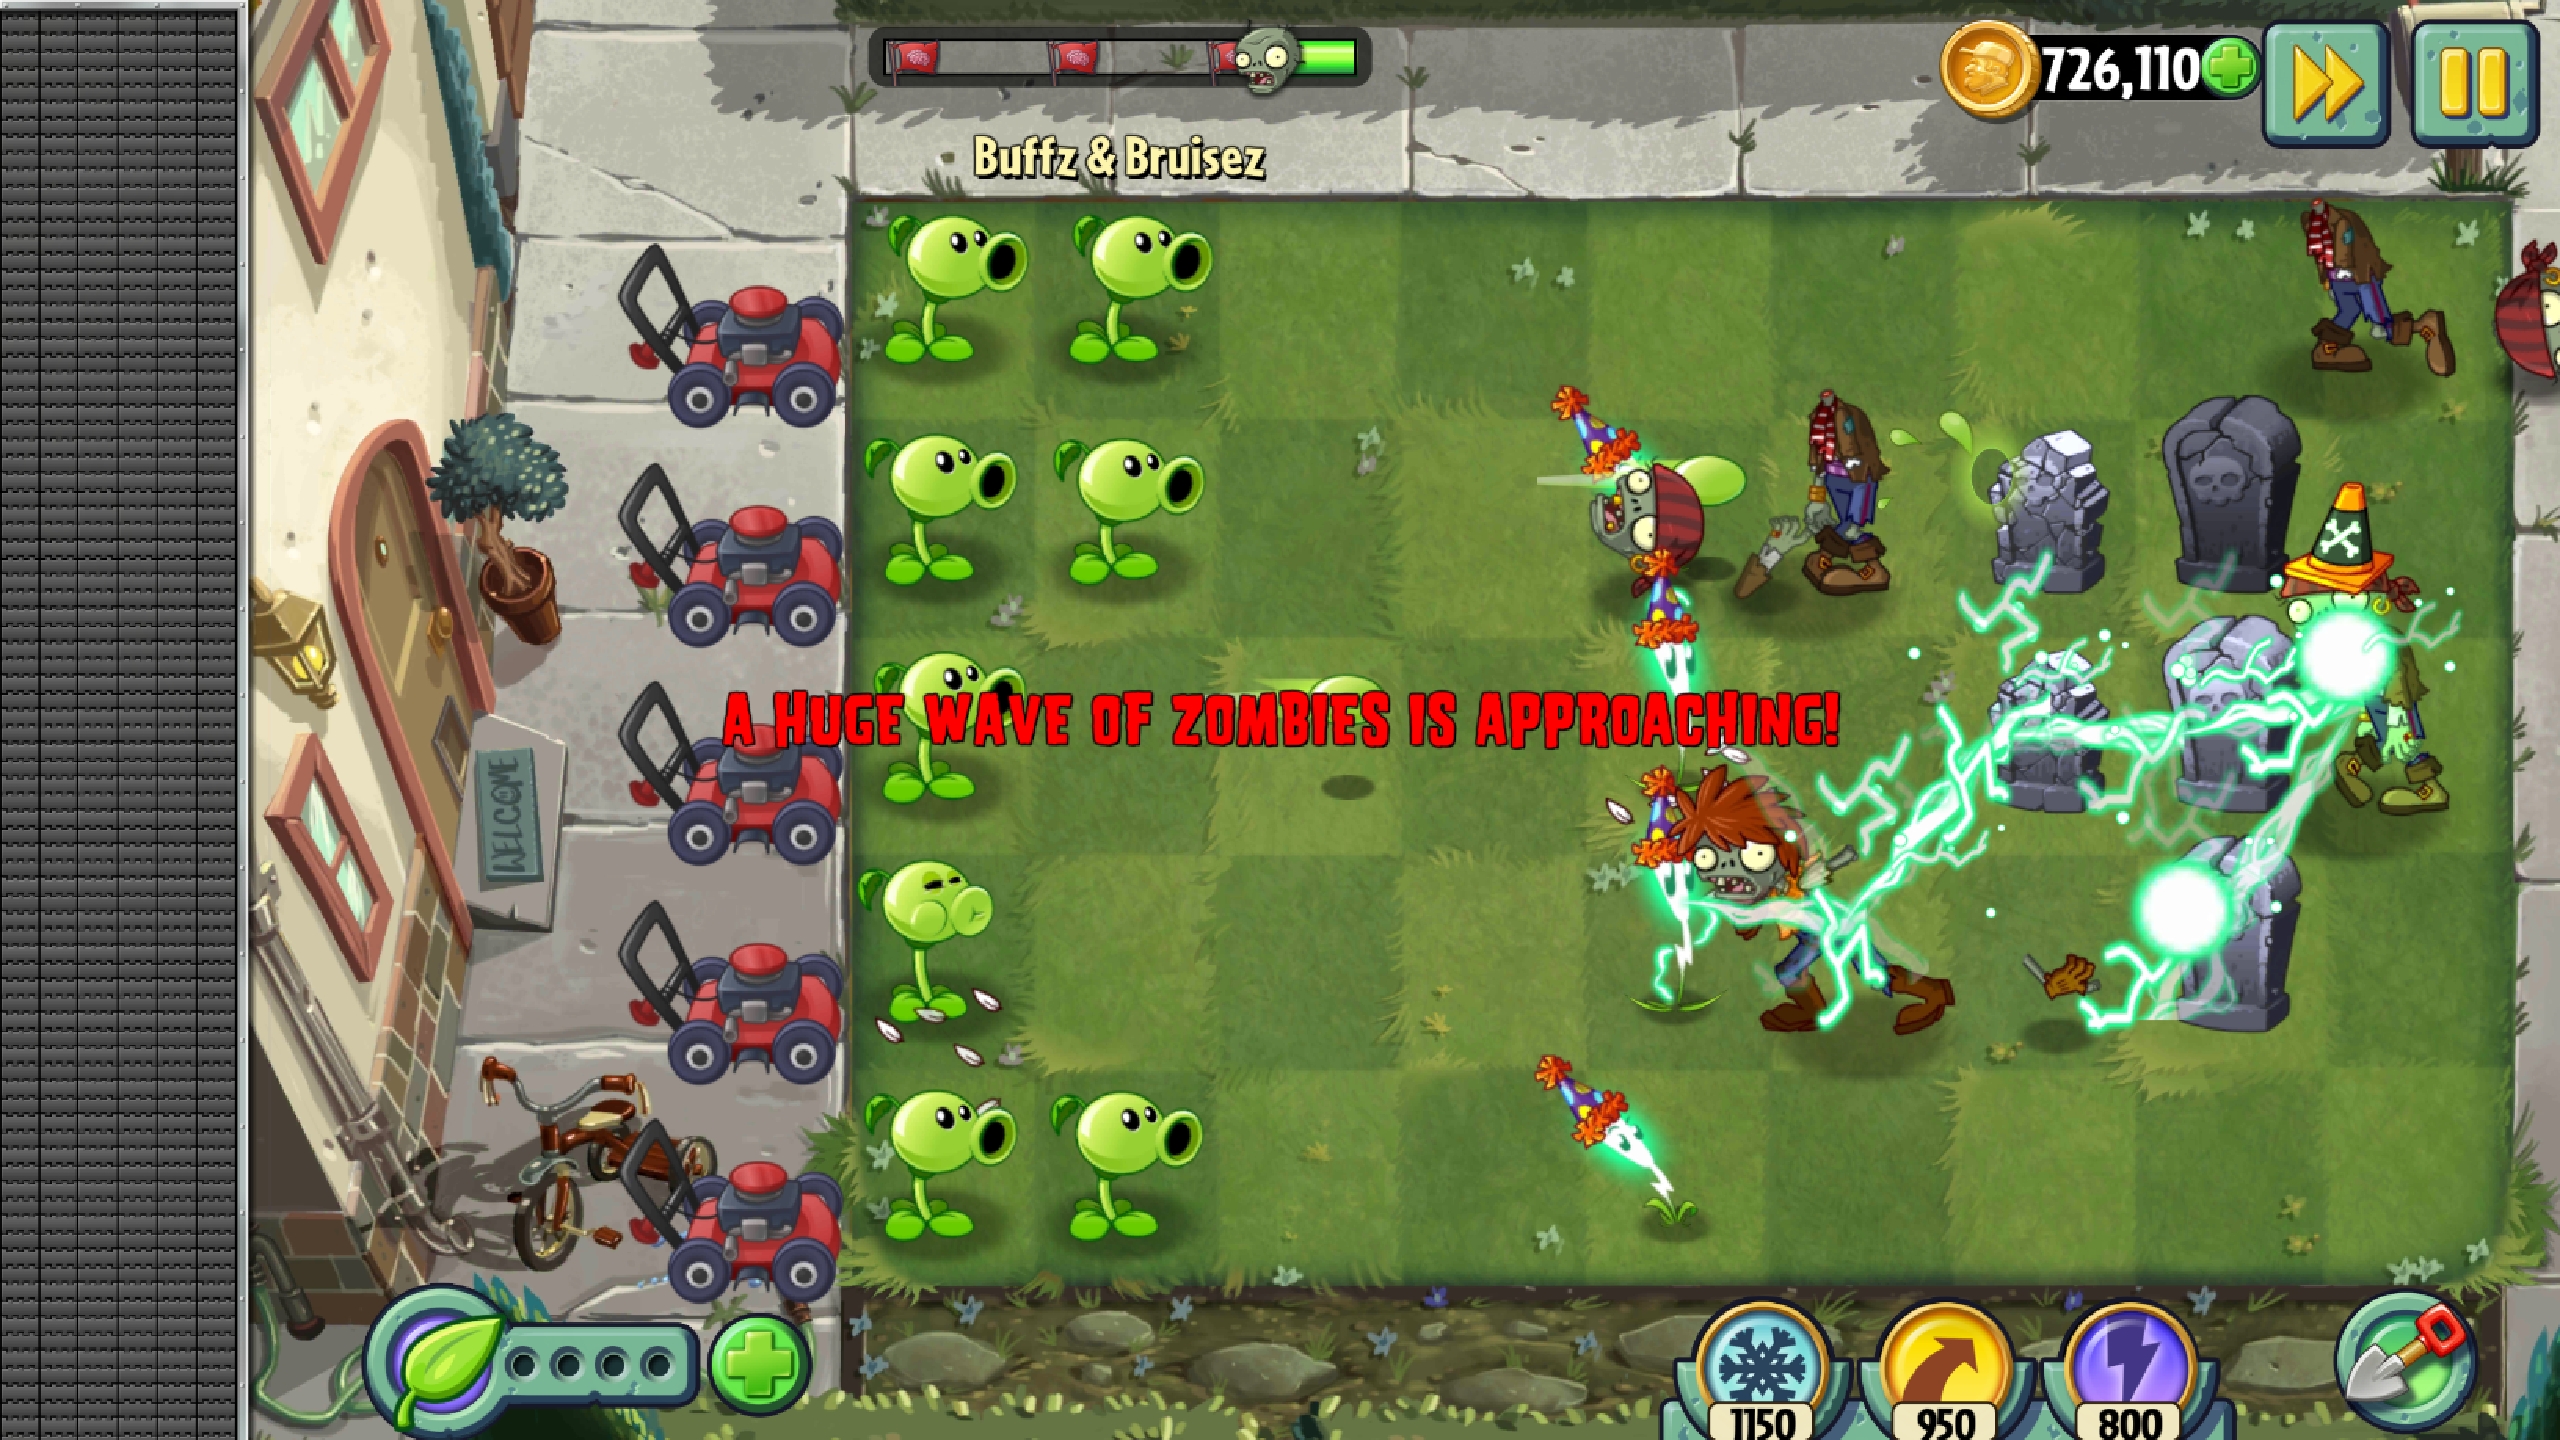 726,110
Buffz & Bruisez
A HUGE WAVE OF ZOMBIES IS APPROACHING!
WELCOME
1150
950
800